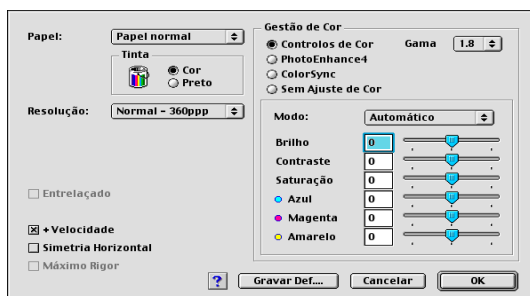 Papel: Papel normal
Tinta
Cor
Preto
Resolução: Normal - 360ppp
Entrelaçado
+ Velocidade
Simetria Horizontal
Máximo Rigor
Gestão de Cor
Controlos de Cor Gama 1.8
PhotoEnhance4
ColorSync
Sem Ajuste de Cor
Modo: Automático
Brilho 0
Contraste 0
Saturação 0
Azul 0
Magenta 0
Amarelo 0
? Gravar Def.... Cancelar OK